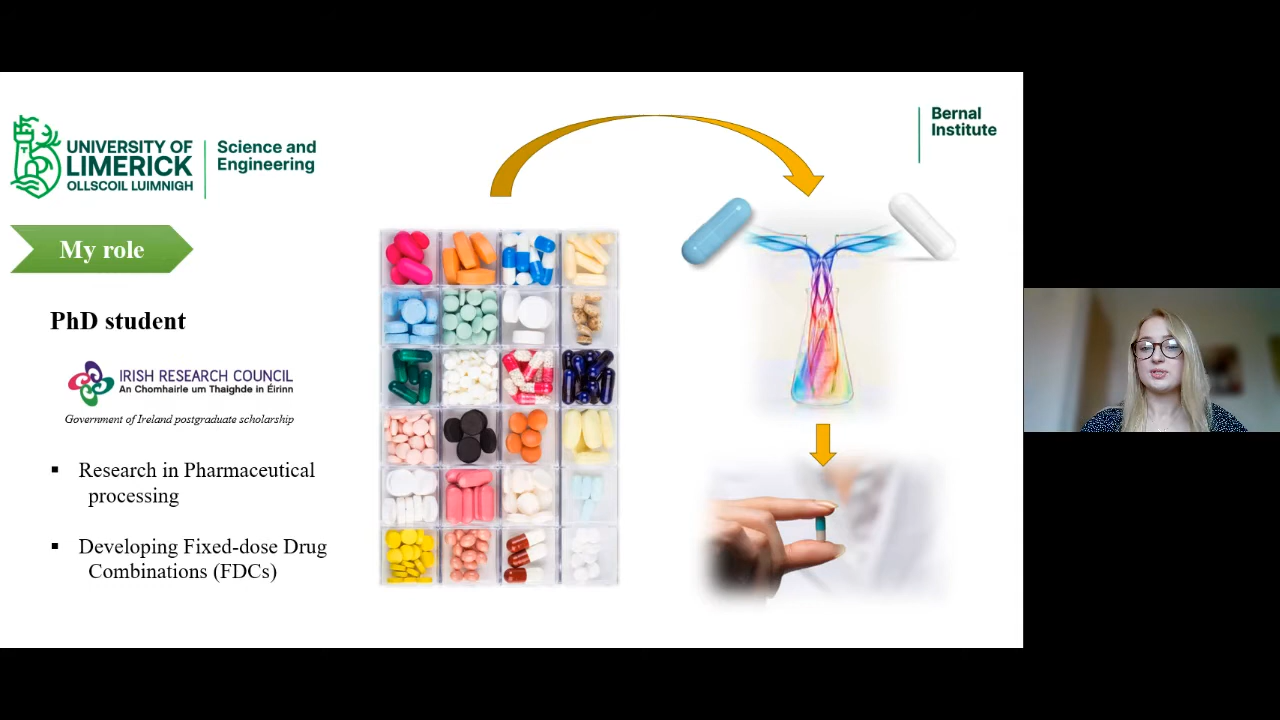 UNIVERSITY OF
LIMERICK
OLLSCOIL LUIMNIGH
Science and
Engineering
Bernal
Institute
My role
PhD student
IRISH RESEARCH COUNCIL
An Chomhairle um Thaighde in Éirinn
Government of Ireland postgraduate scholarship
▪ Research in Pharmaceutical
processing
▪ Developing Fixed-dose Drug
Combinations (FDCs)